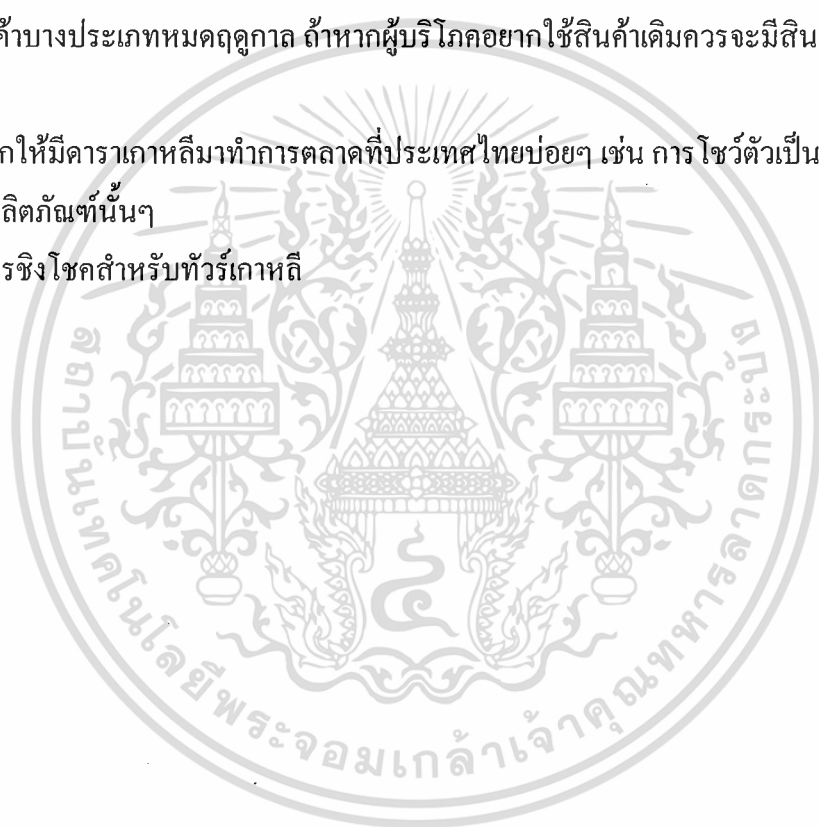 ค้าบางประเภทหมดฤดูกาล ถ้าหากผู้บริโภคอยากใช้สินค้าเดิมควรจะมีสิน
กให้มีดาราเกาหลีมาทำการตลาดที่ประเทศไทยบ่อยๆ เช่น การโชว์ตัวเป็น
ลิตภัณฑ์นั้นๆ
รชิงโชคสำหรับทัวร์เกาหลี
สถาบันเทคโนโลยีพระจอมเกล้าเจ้าคุณทหารลาดกระบัง
๔